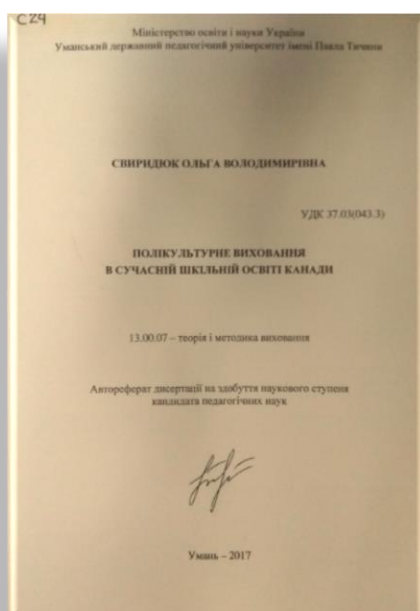 С24
Міністерство освіти і науки України
Уманський державний педагогічний університет імені Павла Тичини
СВИРИДЮК ОЛЬГА ВОЛОДИМИРІВНА
УДК 37.03(043.3)
ПОЛІКУЛЬТУРНЕ ВИХОВАННЯ
В СУЧАСНІЙ ШКІЛЬНІЙ ОСВІТІ КАНАДИ
13.00.07 – теорія і методика виховання
Автореферат дисертації на здобуття наукового ступеня
кандидата педагогічних наук
Умань – 2017